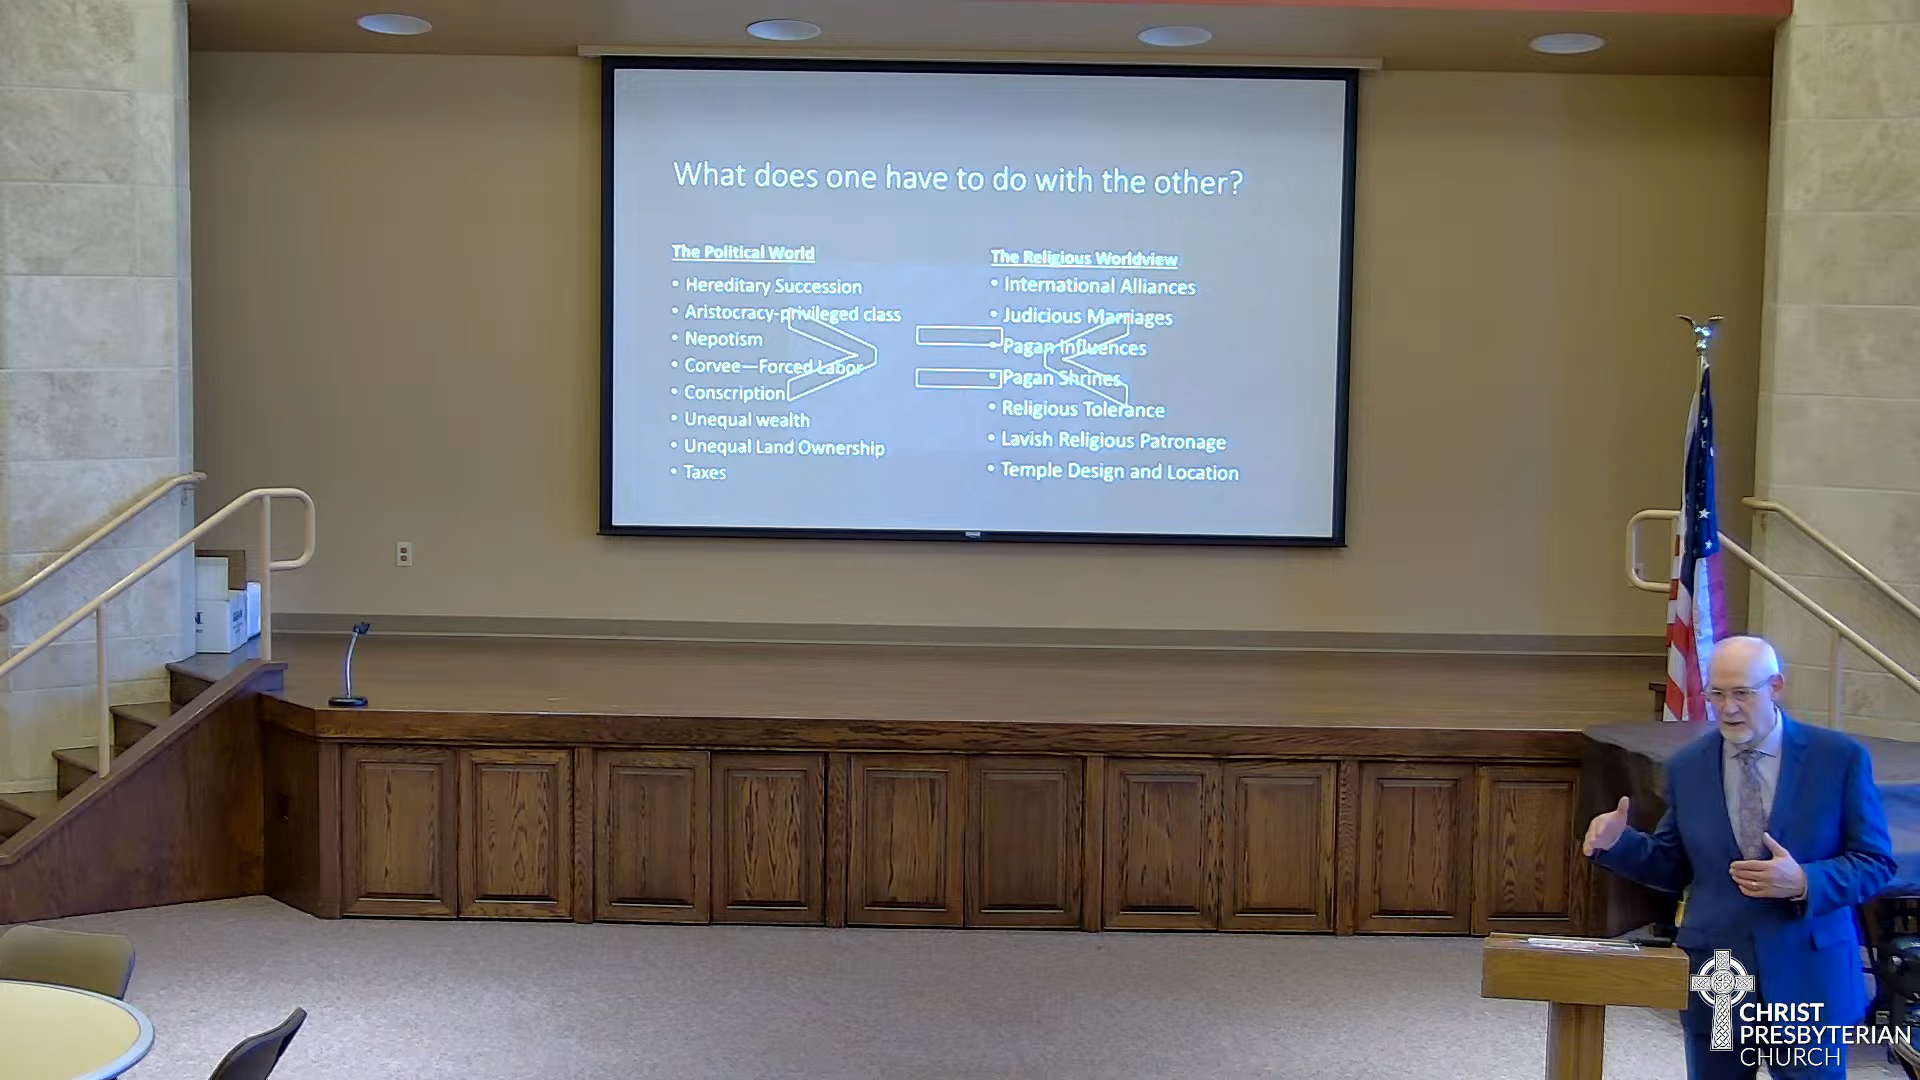 What does one have to do with the other?
The Political World
• Hereditary Succession
• Aristocracy-privileged class
• Nepotism
• Corvee—Forced Labor
• Conscription
• Unequal wealth
• Unequal Land Ownership
• Taxes
The Religious Worldview
• International Alliances
• Judicious Marriages
• Pagan Influences
• Pagan Shrines
• Religious Tolerance
• Lavish Religious Patronage
• Temple Design and Location
CHRIST
PRESBYTERIAN
CHURCH